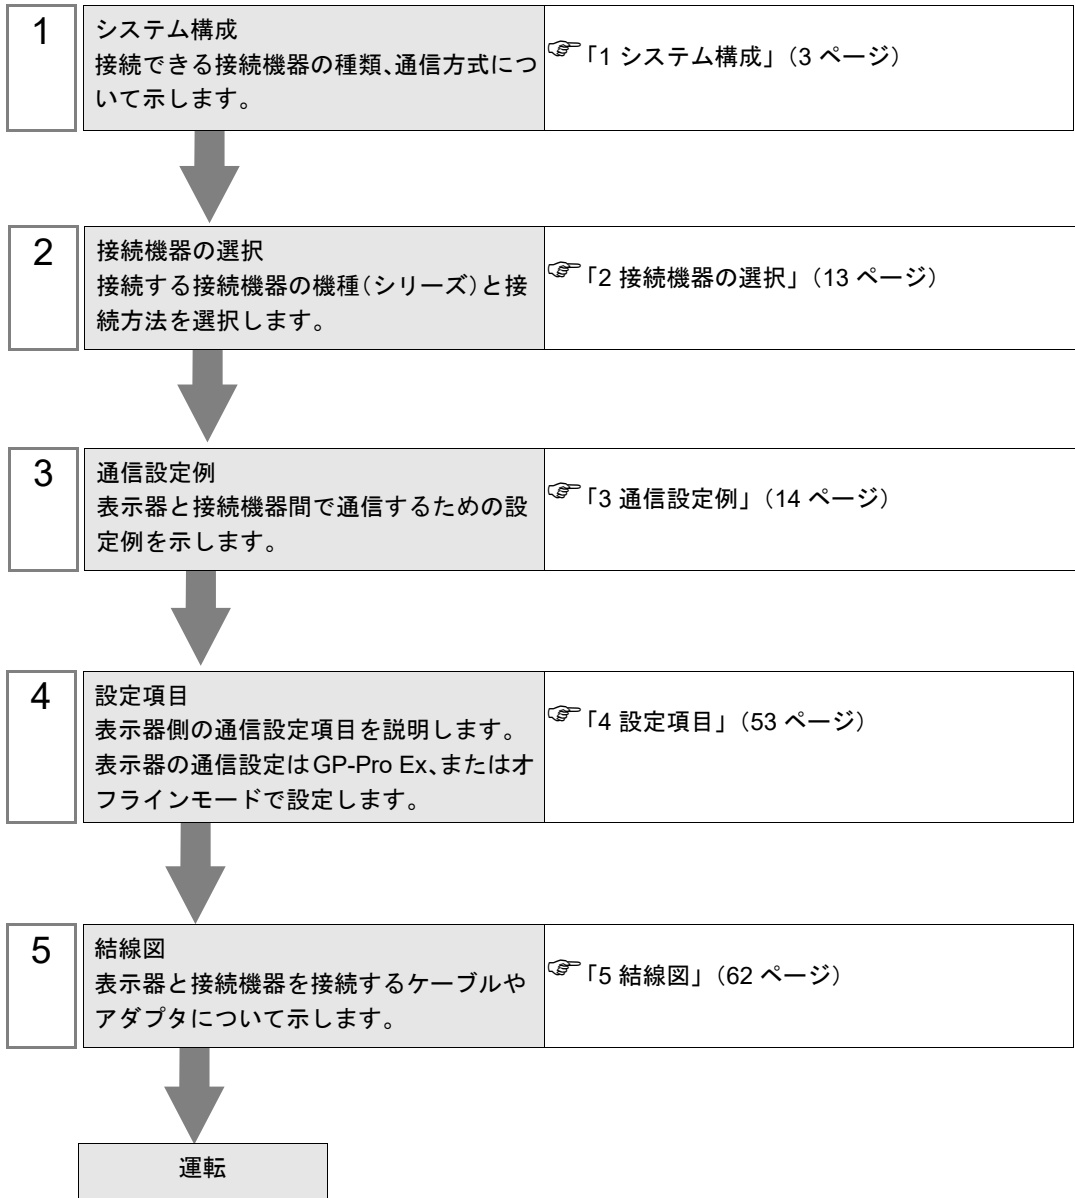 1
システム構成
接続できる接続機器の種類、通信方式につ
いて示します。
☞「1 システム構成」（3 ページ）
2
接続機器の選択
接続する接続機器の機種（シリーズ）と接
続方法を選択します。
☞「2 接続機器の選択」（13 ページ）
3
通信設定例
表示器と接続機器間で通信するための設
定例を示します。
☞「3 通信設定例」（14 ページ）
4
設定項目
表示器側の通信設定項目を説明します。
表示器の通信設定はGP-Pro Ex、またはオ
フラインモードで設定します。
☞「4 設定項目」（53 ページ）
5
結線図
表示器と接続機器を接続するケーブルや
アダプタについて示します。
☞「5 結線図」（62 ページ）
運転